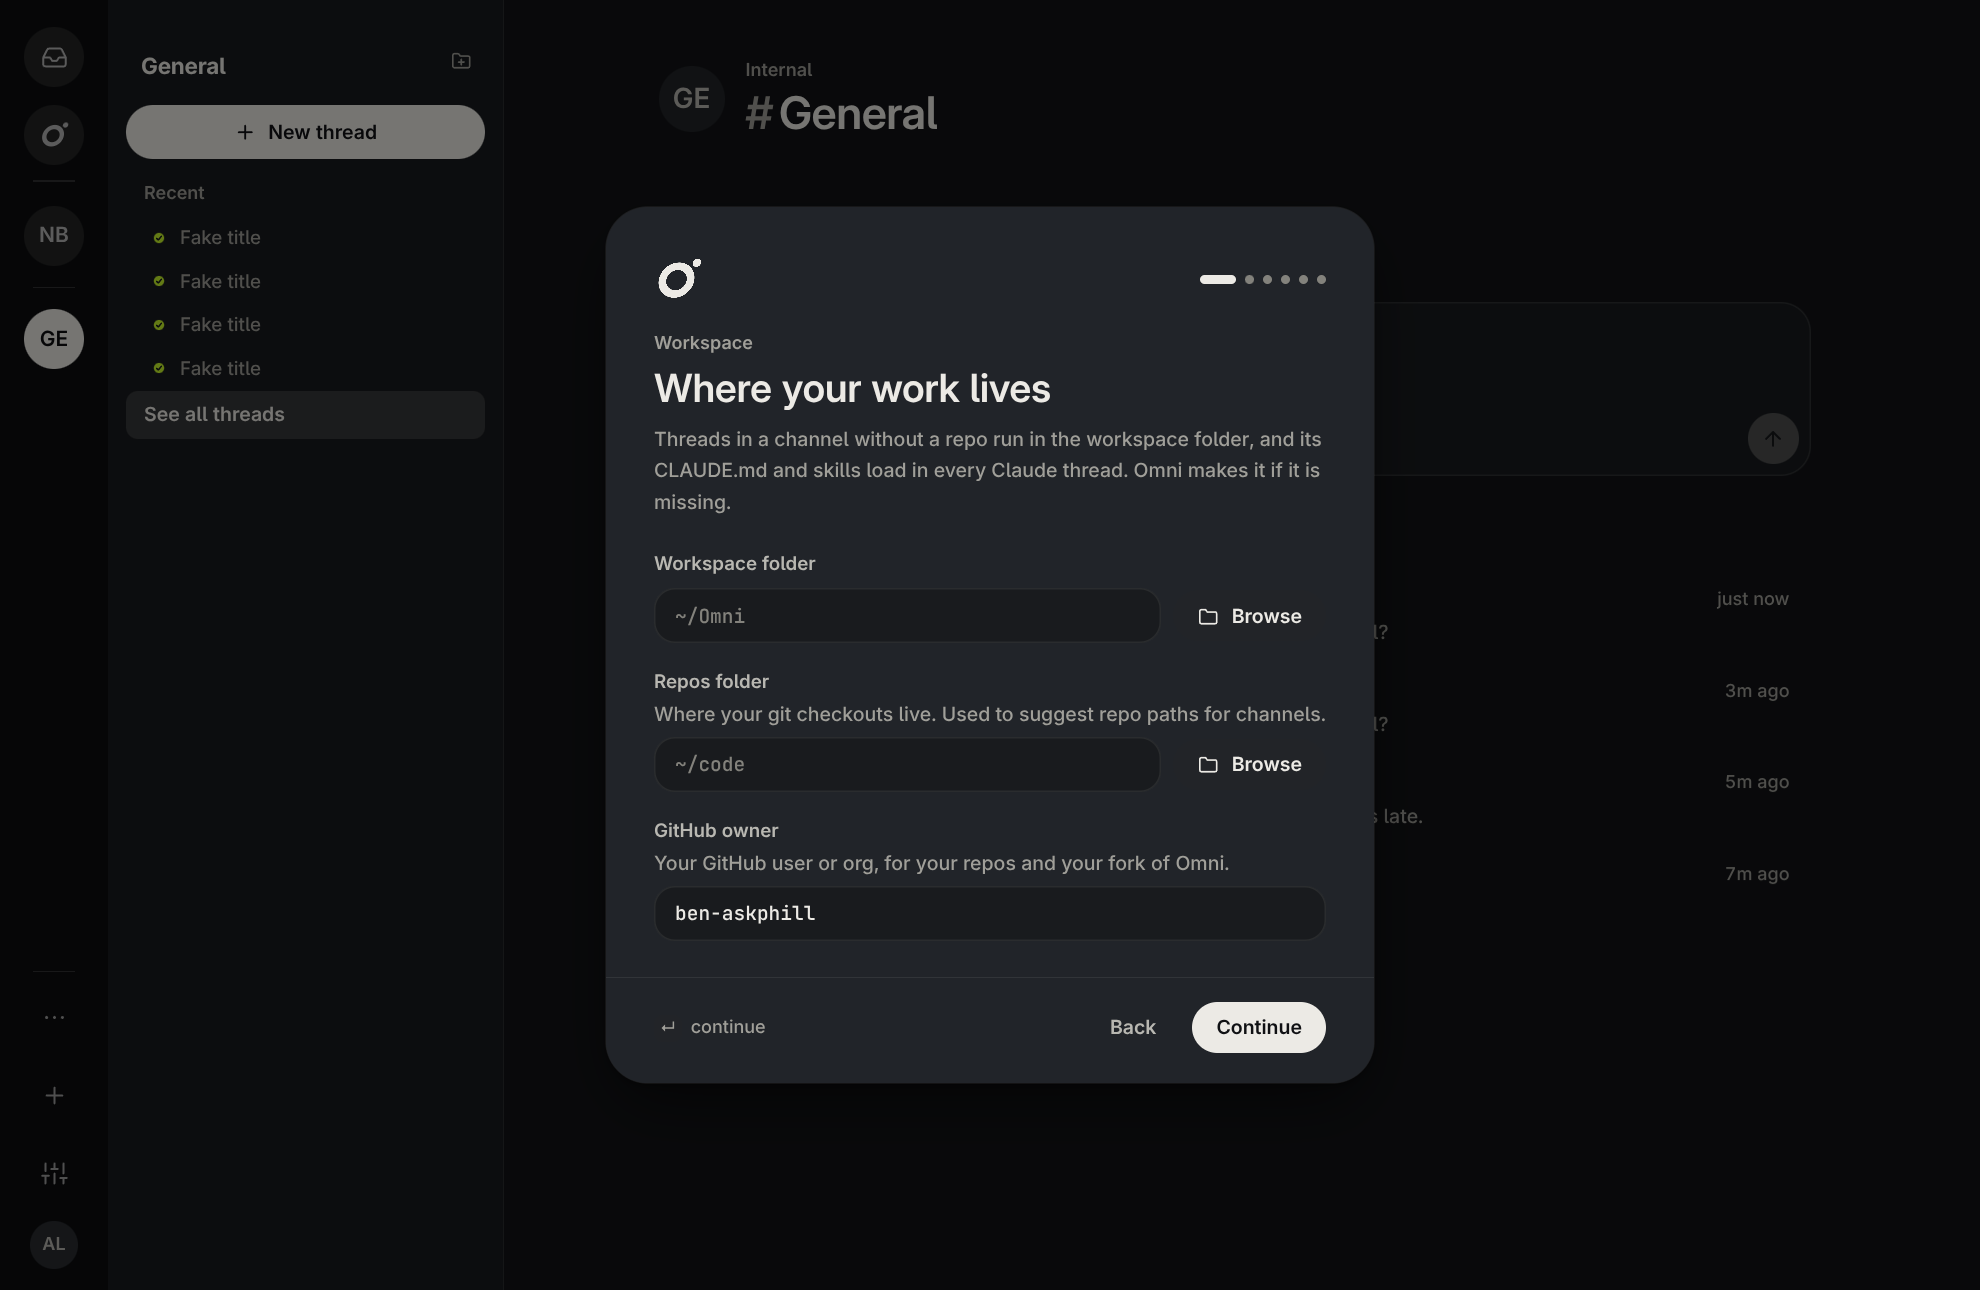 General
New thread
Recent
Fake title
Fake title
Fake title
Fake title
See all threads
NB
GE
AL
GE
Internal
#General
Workspace
Where your work lives
Threads in a channel without a repo run in the workspace folder, and its
CLAUDE.md and skills load in every Claude thread. Omni makes it if it is
missing.
Workspace folder
~/Omni
Browse
Repos folder
Where your git checkouts live. Used to suggest repo paths for channels.
~/code
Browse
GitHub owner
Your GitHub user or org, for your repos and your fork of Omni.
ben-askphill
continue
Back
Continue
just now
3m ago
5m ago
late.
7m ago